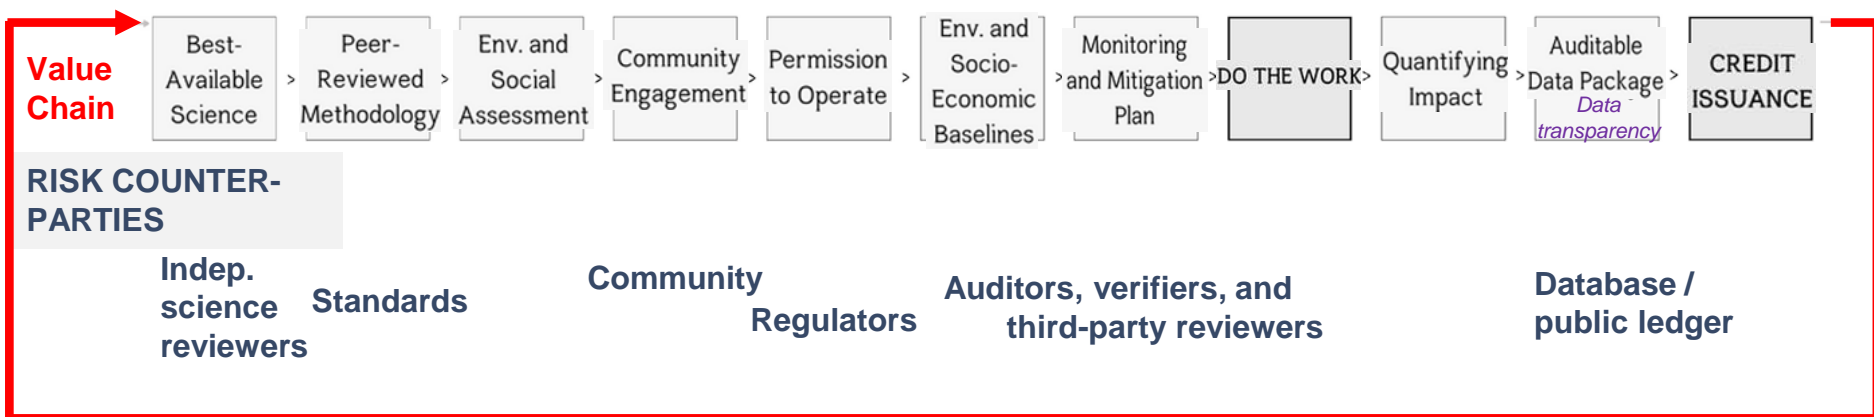 Value
Chain
Best-
Available
Science
>
Peer-
Reviewed
Methodology
>
Env. and
Social
Assessment
>
Community
Engagement
>
Permission
to Operate
>
Env. and
Socio-
Economic
Baselines
>
Monitoring
and Mitigation
Plan
>
DO THE WORK
>
Quantifying
Impact
>
Auditable
Data Package
Data
transparency
>
CREDIT
ISSUANCE
RISK COUNTER-
PARTIES
Indep.
science
reviewers
Standards
Community
Regulators
Auditors, verifiers, and
third-party reviewers
Database /
public ledger